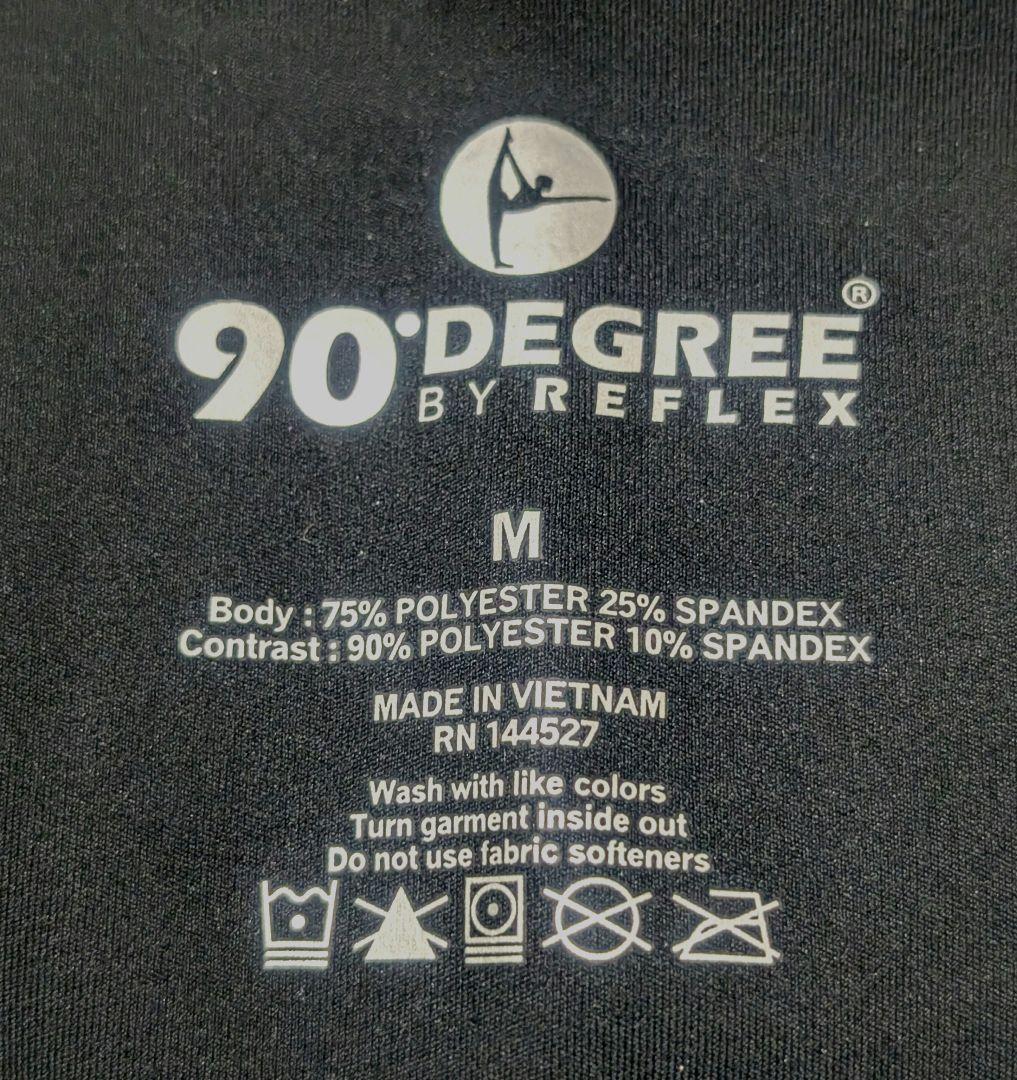 90°DEGREE®
BY REFLEX
M
Body : 75% POLYESTER 25% SPANDEX
Contrast : 90% POLYESTER 10% SPANDEX
MADE IN VIETNAM
RN 144527
Wash with like colors
Turn garment inside out
Do not use fabric softeners